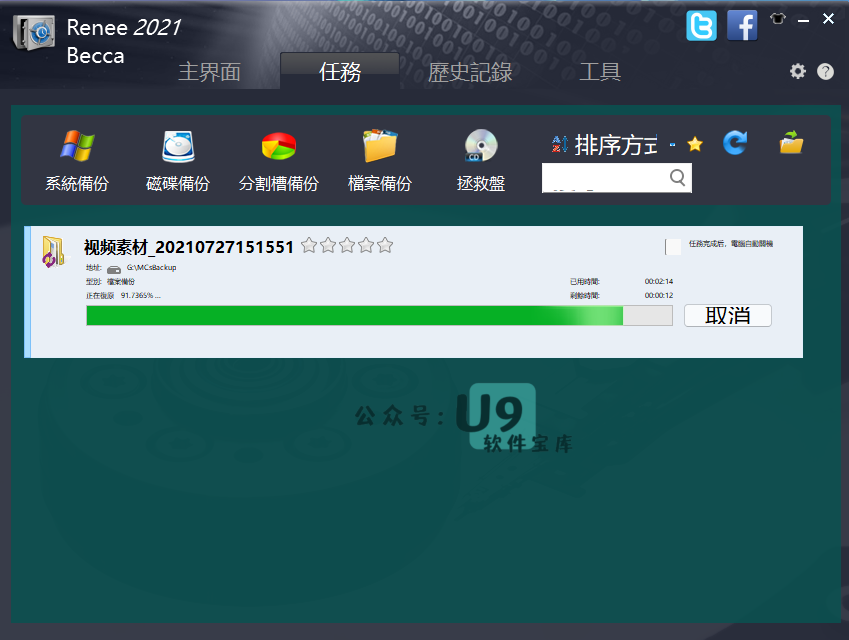 Renee 2021
Becca
主界面
任務
歷史記錄
工具
系統備份
磁碟備份
分割槽備份
檔案備份
拯救盤
排序方式
视频素材_20210727151551
任務完成后，電腦自動關機
地址: G:\MCsBackup
型別: 檔案備份
已用時間: 00:02:14
正在復原 91.7365% ...
剩餘時間: 00:00:12
取消
公众号: U9
软件宝库